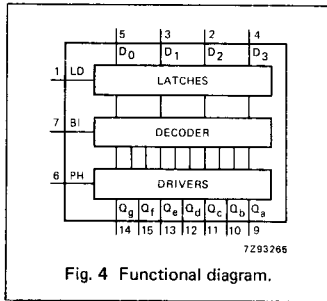 5 3 2 4
D0 D1 D2 D3
1 LD
LATCHES
7 BI
DECODER
6 PH
DRIVERS
Qg Qf Qe Qd Qc Qb Qa
14 15 13 12 11 10 9
7Z93265
Fig. 4 Functional diagram.